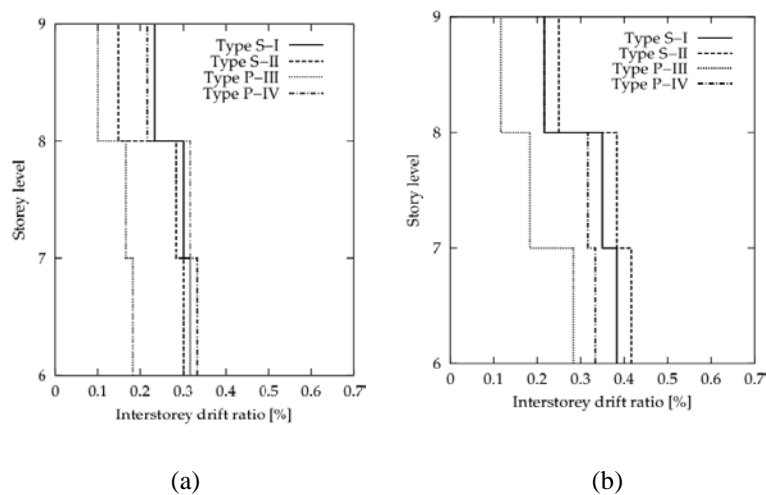 9
8
7
6
Storey level
Type S–I
Type S–II
Type P–III
Type P–IV
0 0.1 0.2 0.3 0.4 0.5 0.6 0.7
Interstorey drift ratio [%]
(a)
9
8
7
6
Story level
Type S–I
Type S–II
Type P–III
Type P–IV
0 0.1 0.2 0.3 0.4 0.5 0.6 0.7
Interstorey drift ratio [%]
(b)